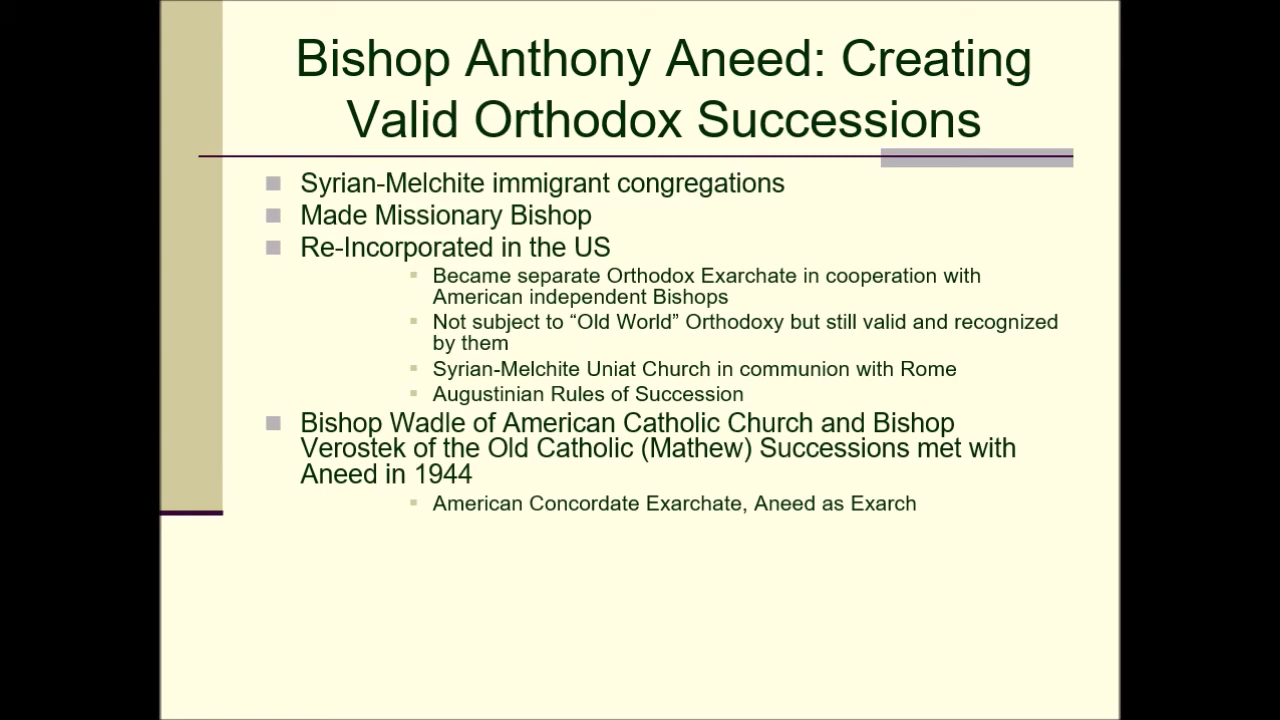 Bishop Anthony Aneed: Creating
Valid Orthodox Successions
Syrian-Melchite immigrant congregations
Made Missionary Bishop
Re-Incorporated in the US
Became separate Orthodox Exarchate in cooperation with
American independent Bishops
Not subject to “Old World” Orthodoxy but still valid and recognized
by them
Syrian-Melchite Uniat Church in communion with Rome
Augustinian Rules of Succession
Bishop Wadle of American Catholic Church and Bishop
Verostek of the Old Catholic (Mathew) Successions met with
Aneed in 1944
American Concordate Exarchate, Aneed as Exarch